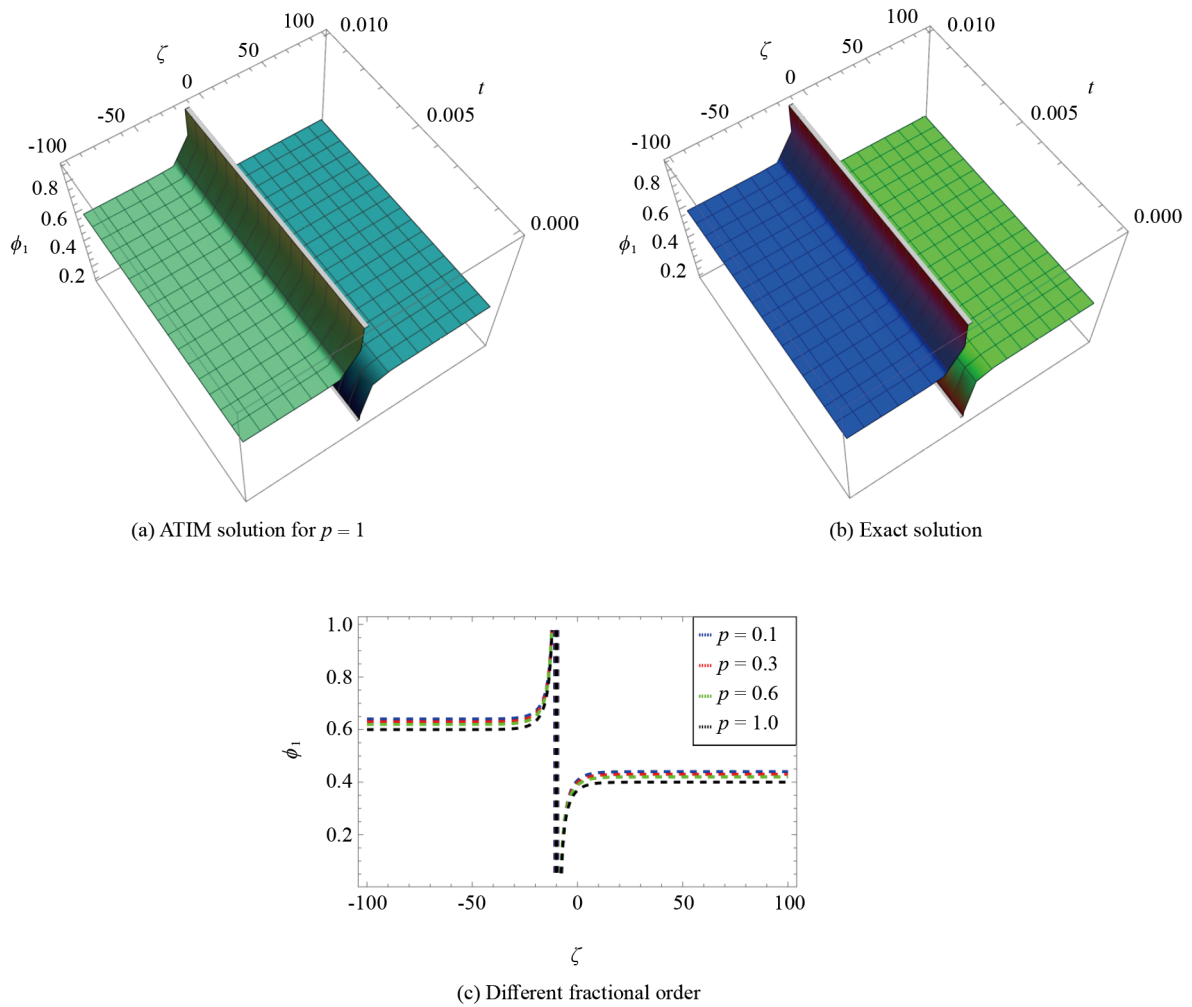 100
0.010
50
ζ
0
t
-50
0.005
-100
0.8
0.6
0.000
ϕ₁ 0.4
0.2
(a) ATIM solution for p = 1
100
0.010
50
ζ
0
t
-50
0.005
-100
0.8
0.6
0.000
ϕ₁ 0.4
0.2
(b) Exact solution
1.0
0.8
0.6
ϕ₁
0.4
0.2
p = 0.1
p = 0.3
p = 0.6
p = 1.0
-100 -50 0 50 100
ζ
(c) Different fractional order